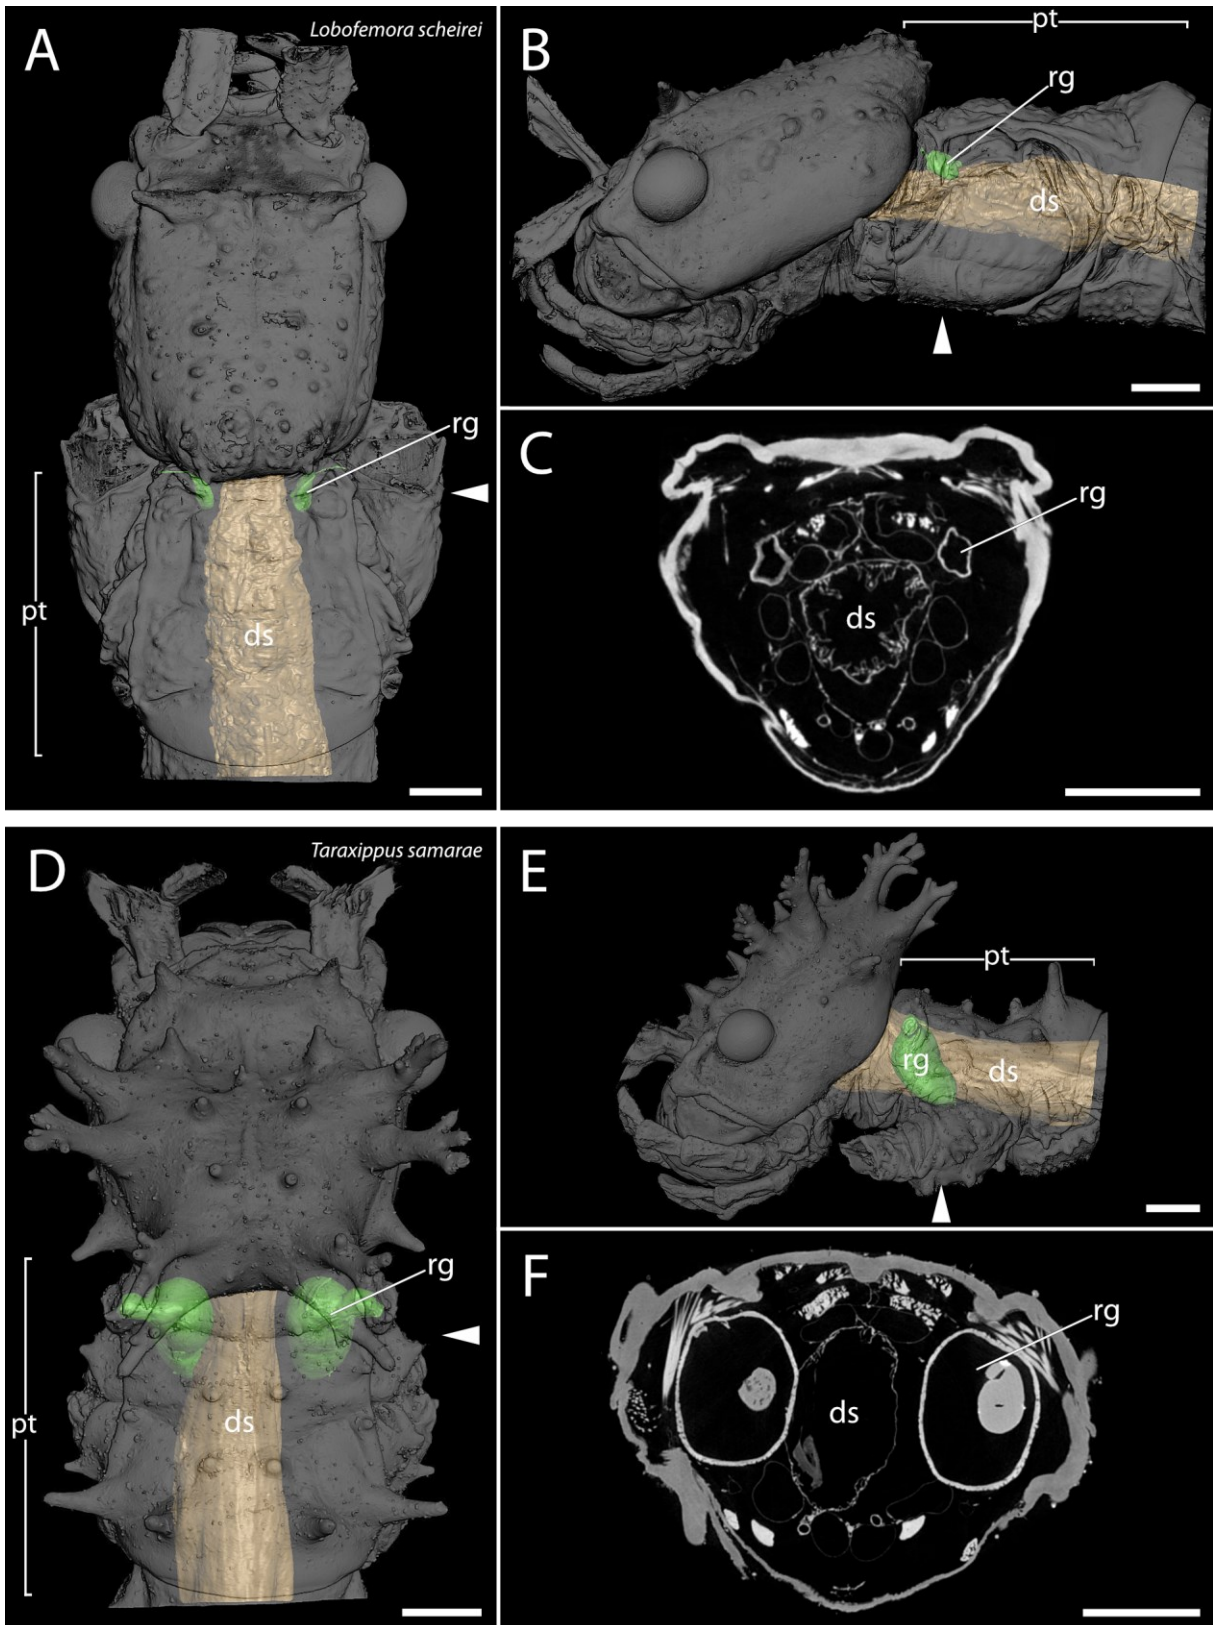 A
Lobofemora scheirei
rg
pt
ds
B
pt
rg
ds
C
rg
ds
D
Taraxippus samarae
rg
pt
ds
E
pt
rg
ds
F
rg
ds